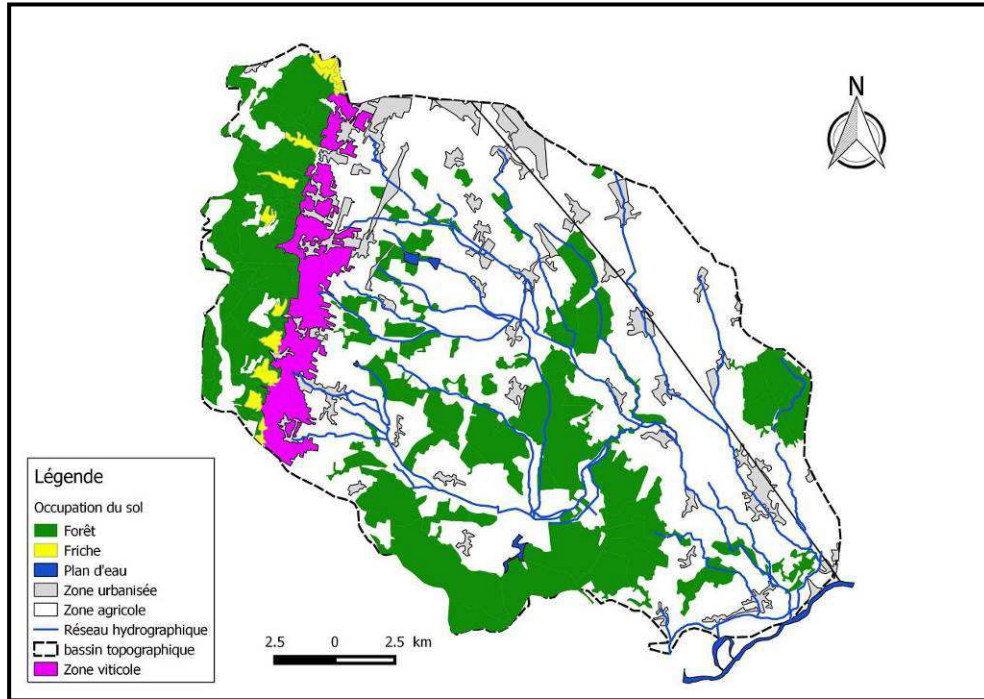 N
Légende
Occupation du sol
Forêt
Friche
Plan d'eau
Zone urbanisée
Zone agricole
Réseau hydrographique
bassin topographique
Zone viticole
2.5 0 2.5 km